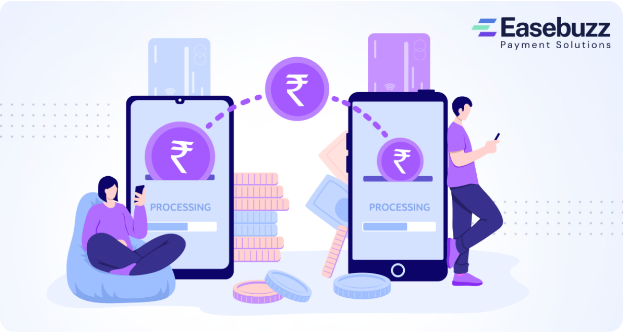 Easebuzz
Payment Solutions
₹
₹
₹
PROCESSING
PROCESSING